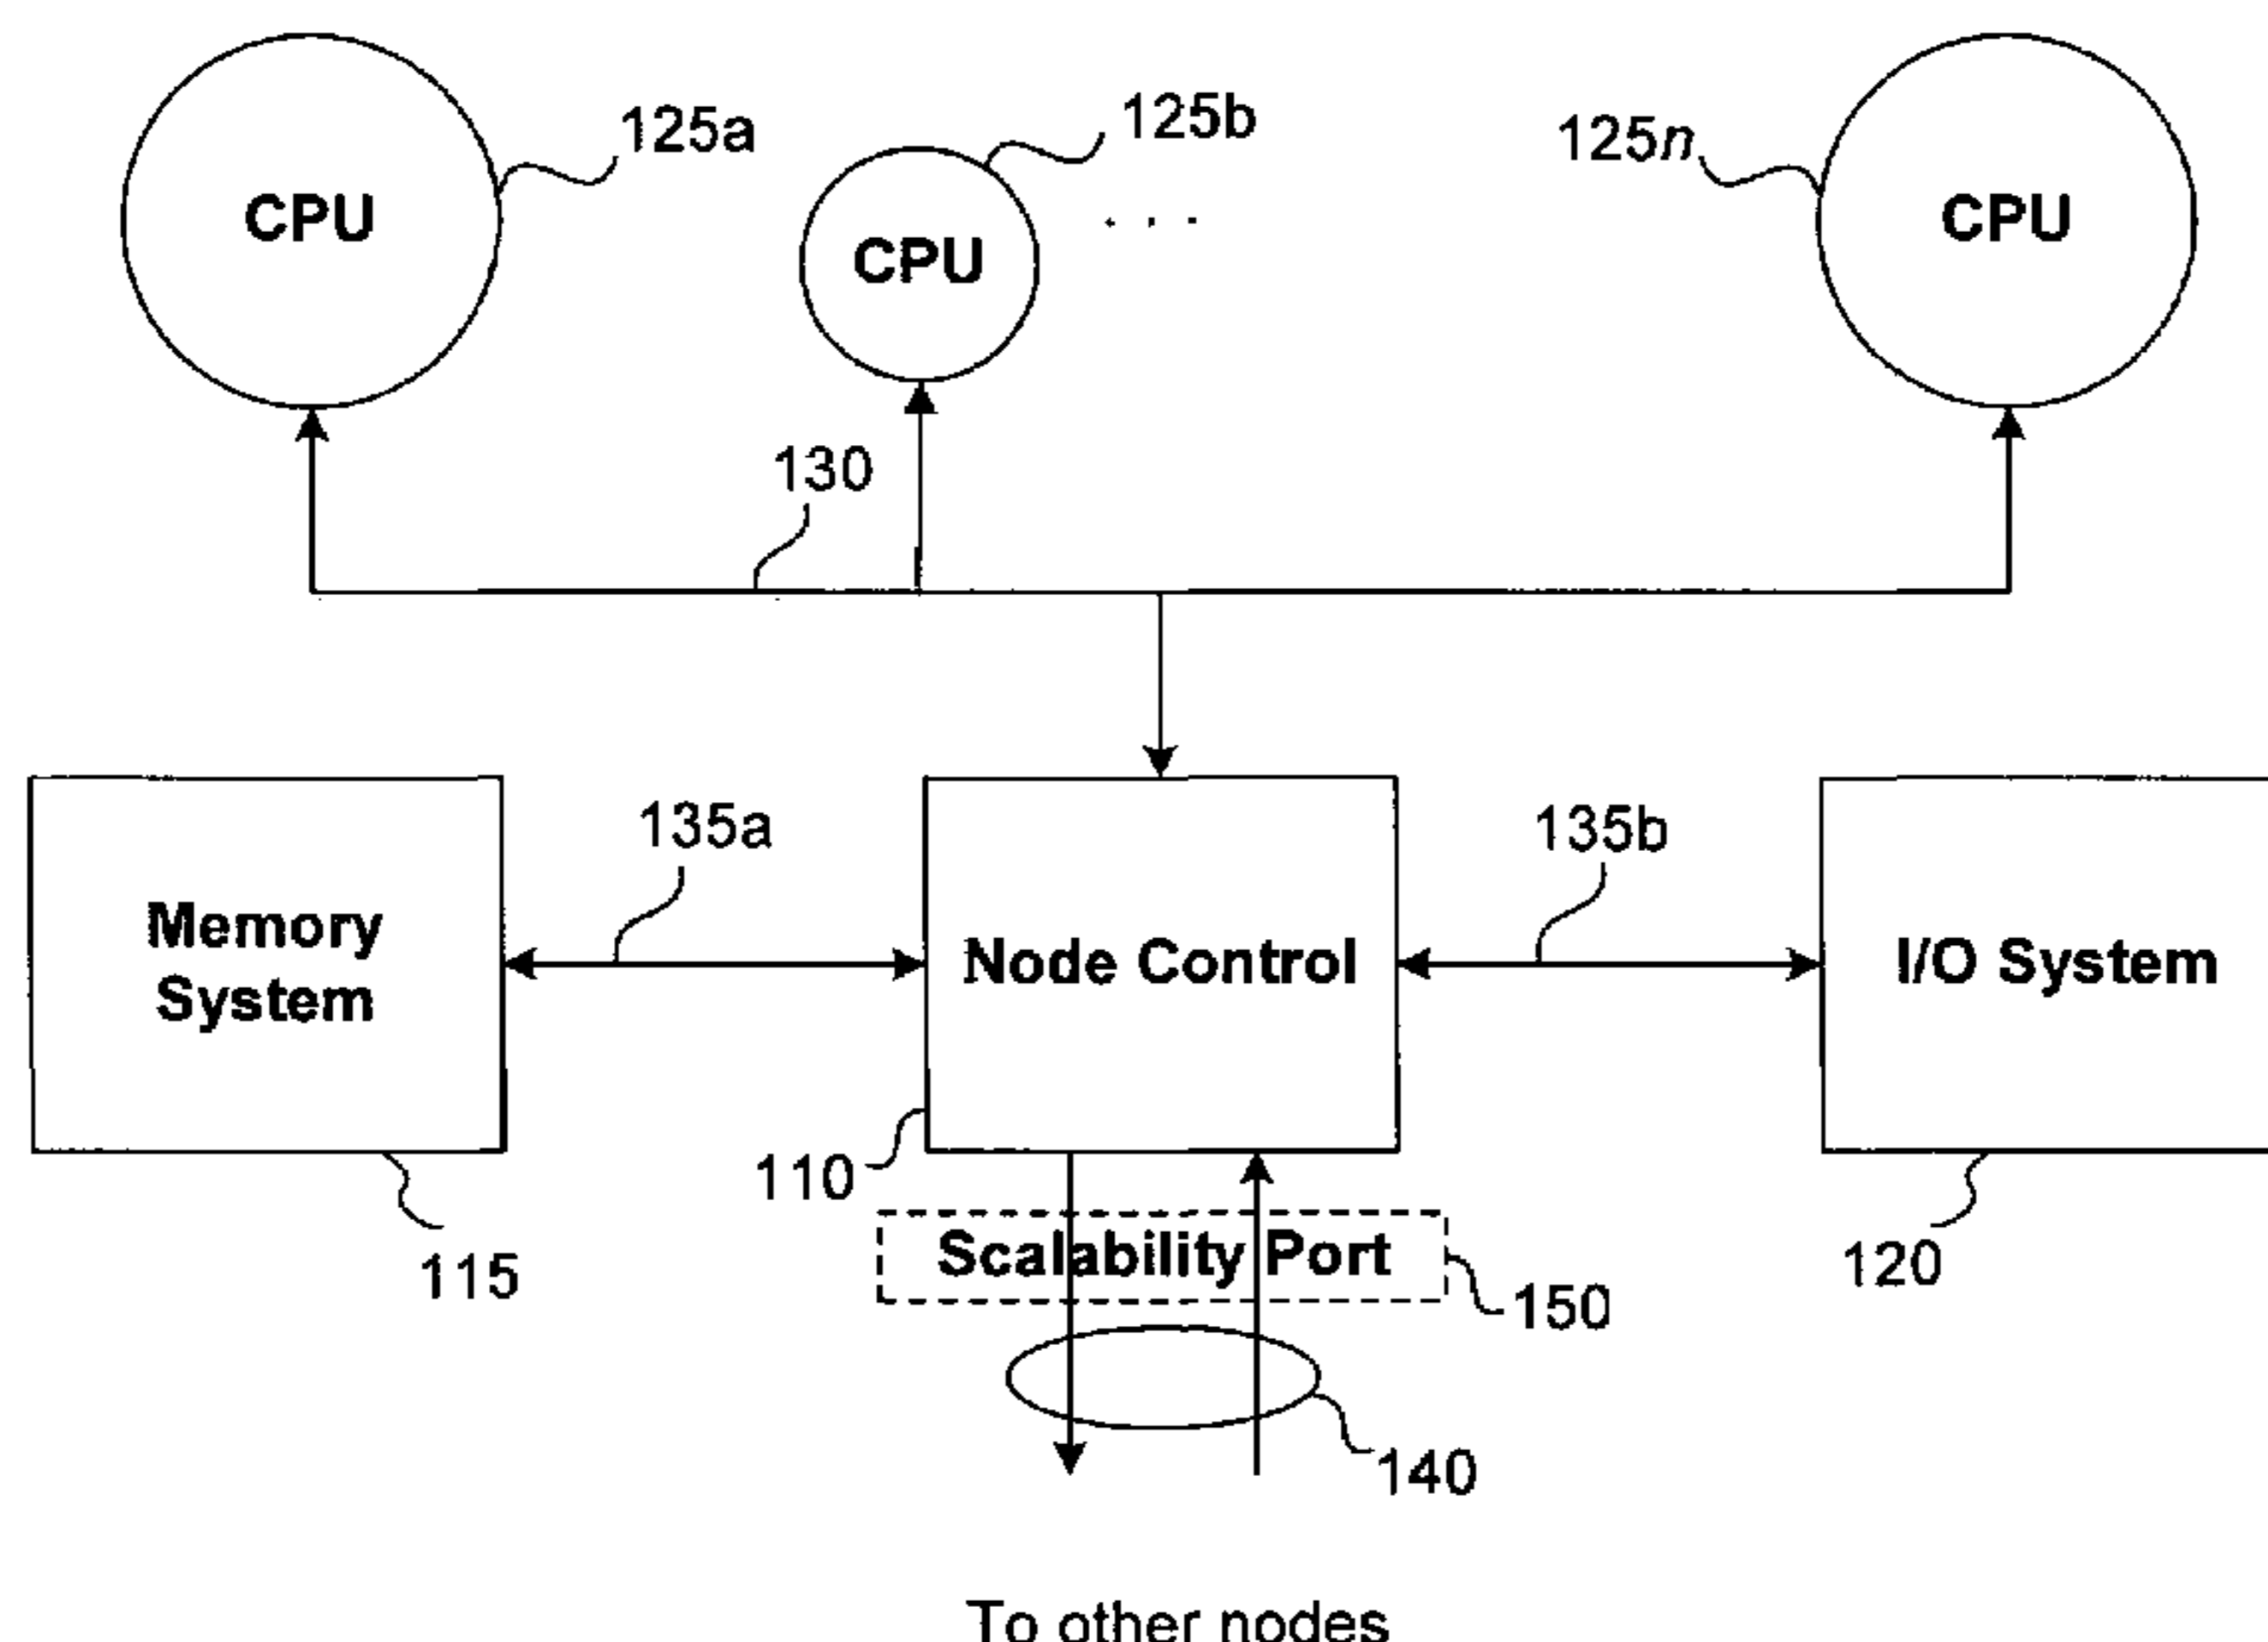 125a
125b
125n
CPU
CPU
CPU
. . .
130
135a
135b
Memory
System
Node Control
I/O System
110
115
Scalability Port
120
150
140
To other nodes